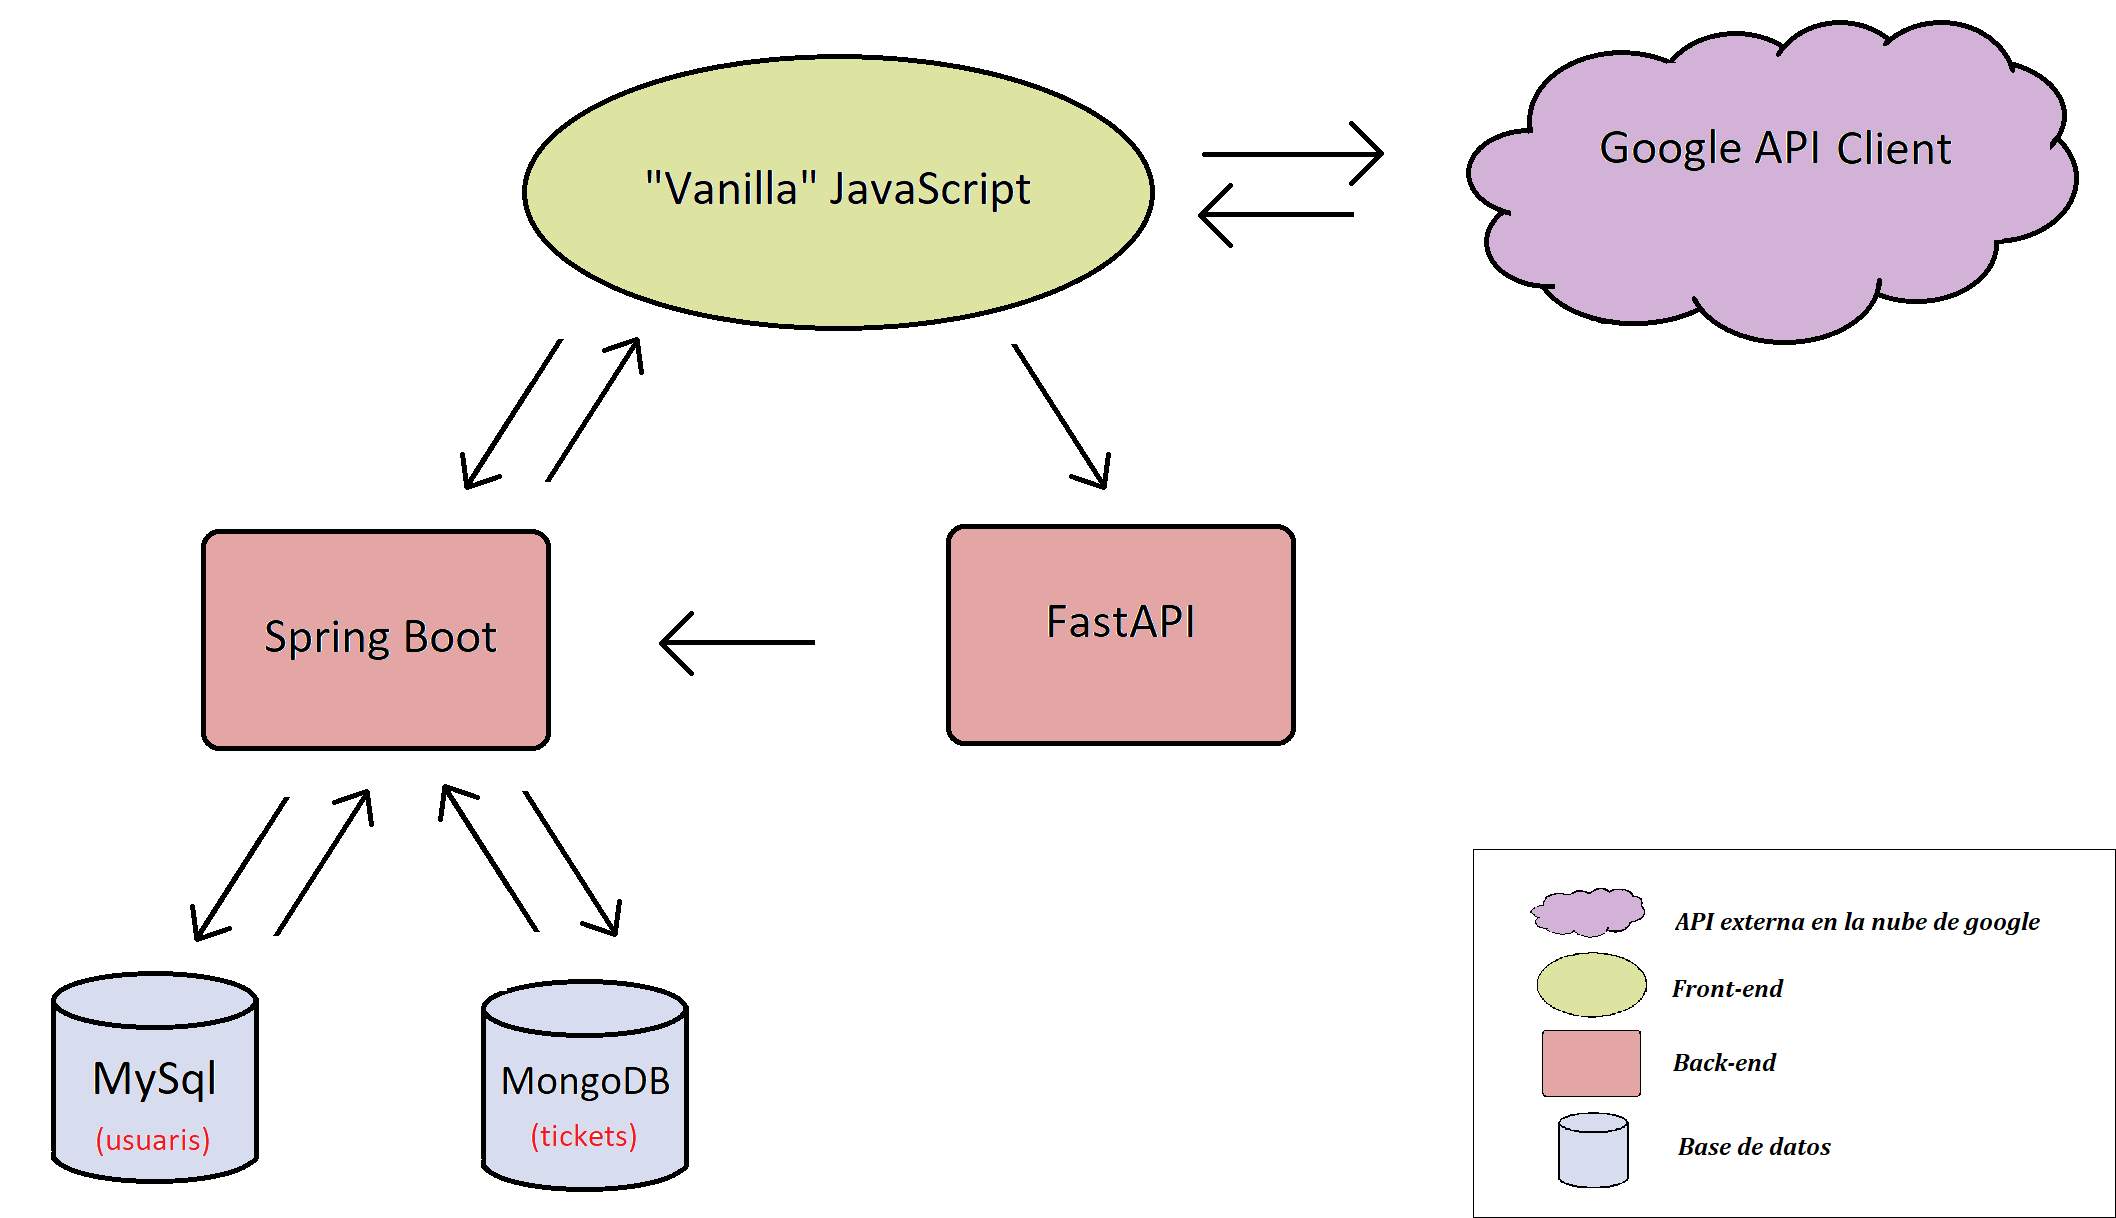 "Vanilla" JavaScript
Google API Client
Spring Boot
FastAPI
MySql
(usuaris)
MongoDB
(tickets)
API externa en la nube de google
Front-end
Back-end
Base de datos